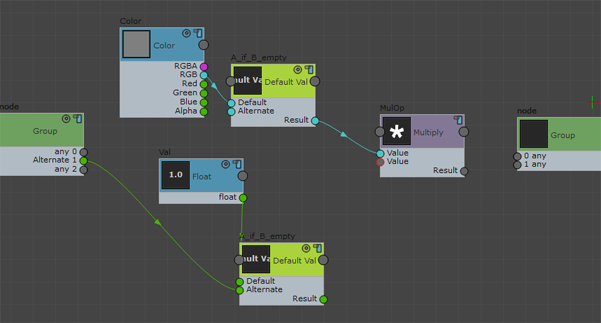 Color
Color
RGBA
RGB
Red
Green
Blue
Alpha
A_if_B_empty
ult Va
Default Val
Default
Alternate
Result
MulOp
*
Multiply
Value
Value
Result
node
Group
any 0
Alternate 1
any 2
node
Group
0 any
1 any
Val
1.0
Float
float
A_if_B_empty
ult Va
Default Val
Default
Alternate
Result